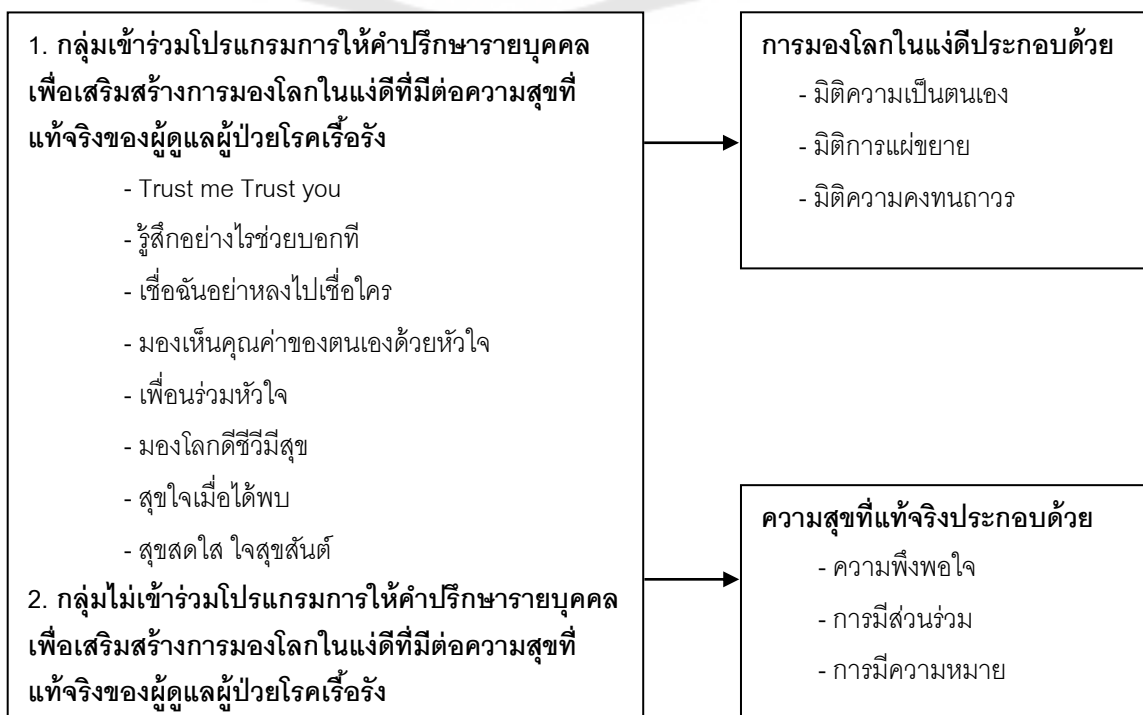 1. กลุ่มเข้าร่วมโปรแกรมการให้คำปรึกษารายบุคคล
เพื่อเสริมสร้างการมองโลกในแง่ดีที่มีต่อความสุขที่
แท้จริงของผู้ดูแลผู้ป่วยโรคเรื้อรัง
- Trust me Trust you
- รู้สึกอย่างไรช่วยบอกที
- เชื่อฉันอย่าหลงไปเชื่อใคร
- มองเห็นคุณค่าของตนเองด้วยหัวใจ
- เพื่อนร่วมหัวใจ
- มองโลกดีชีวีมีสุข
- สุขใจเมื่อได้พบ
- สุขสดใส ใจสุขสันต์
2. กลุ่มไม่เข้าร่วมโปรแกรมการให้คำปรึกษารายบุคคล
เพื่อเสริมสร้างการมองโลกในแง่ดีที่มีต่อความสุขที่
แท้จริงของผู้ดูแลผู้ป่วยโรคเรื้อรัง
การมองโลกในแง่ดีประกอบด้วย
- มิติความเป็นตนเอง
- มิติการแผ่ขยาย
- มิติความคงทนถาวร
ความสุขที่แท้จริงประกอบด้วย
- ความพึงพอใจ
- การมีส่วนร่วม
- การมีความหมาย